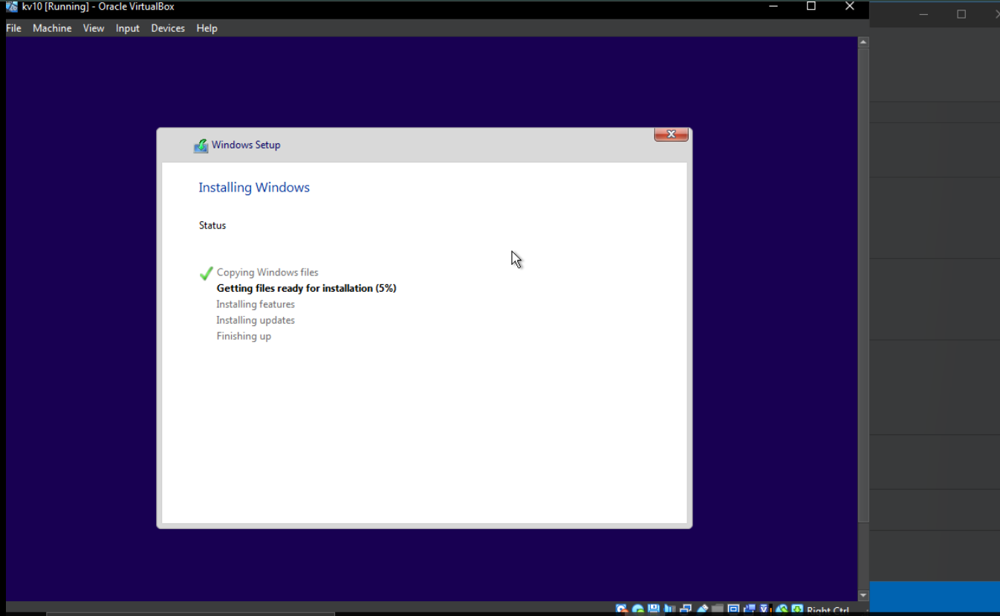 kv10 [Running] - Oracle VirtualBox
File Machine View Input Devices Help
Windows Setup
Installing Windows
Status
Copying Windows files
Getting files ready for installation (5%)
Installing features
Installing updates
Finishing up
Right Ctrl